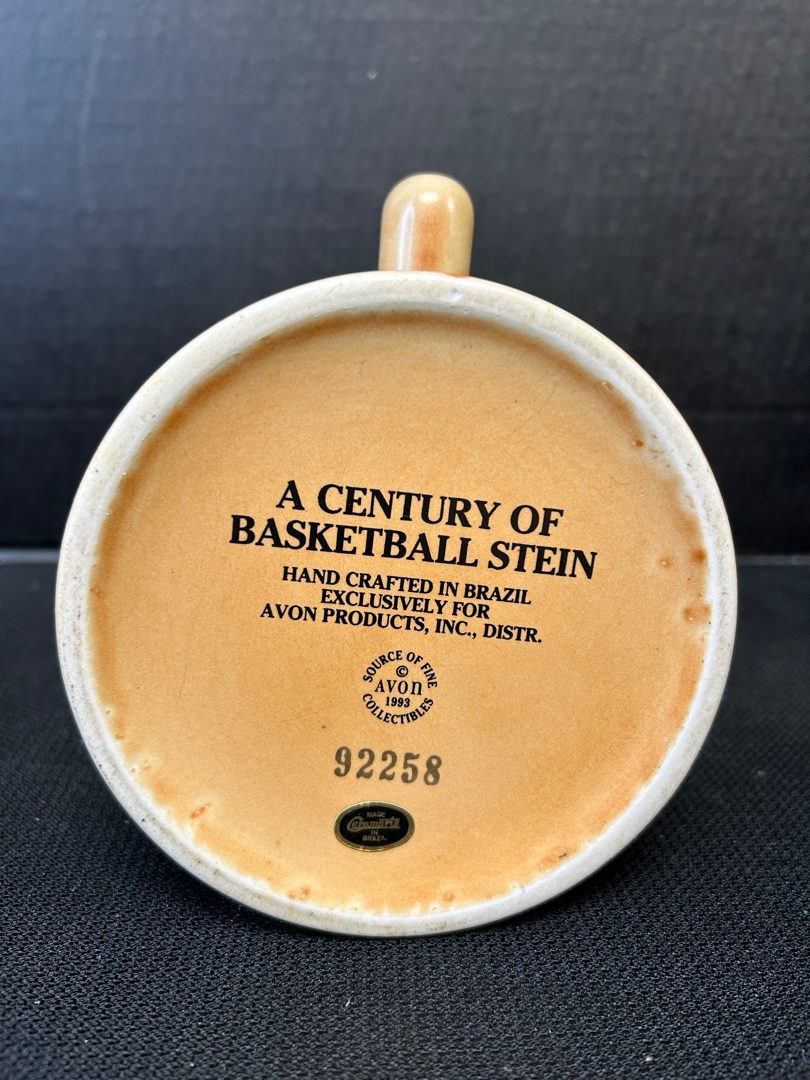 A CENTURY OF
BASKETBALL STEIN
HAND CRAFTED IN BRAZIL
EXCLUSIVELY FOR
AVON PRODUCTS, INC., DISTR.
SOURCE OF FINE
©
AVON
1993
COLLECTIBLES
92258
MADE
Ceramarte
IN
BRAZIL